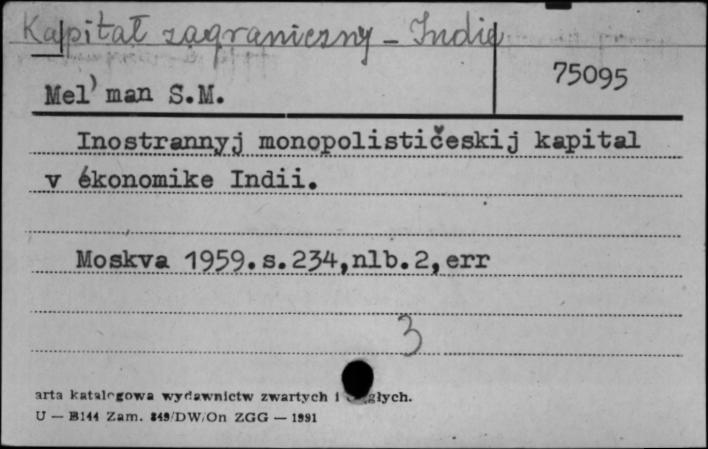 Kapitał zagraniczny - Indie
75095
Mel'man S.M.
Inostrannyj monopolističeskij kapital
v ékonomike Indii.
Moskva 1959.s.234,nlb.2,err
3
arta katalogowa wydawnictw zwartych i głych.
U — B144 Zam. 849/DW/On ZGG — 1991